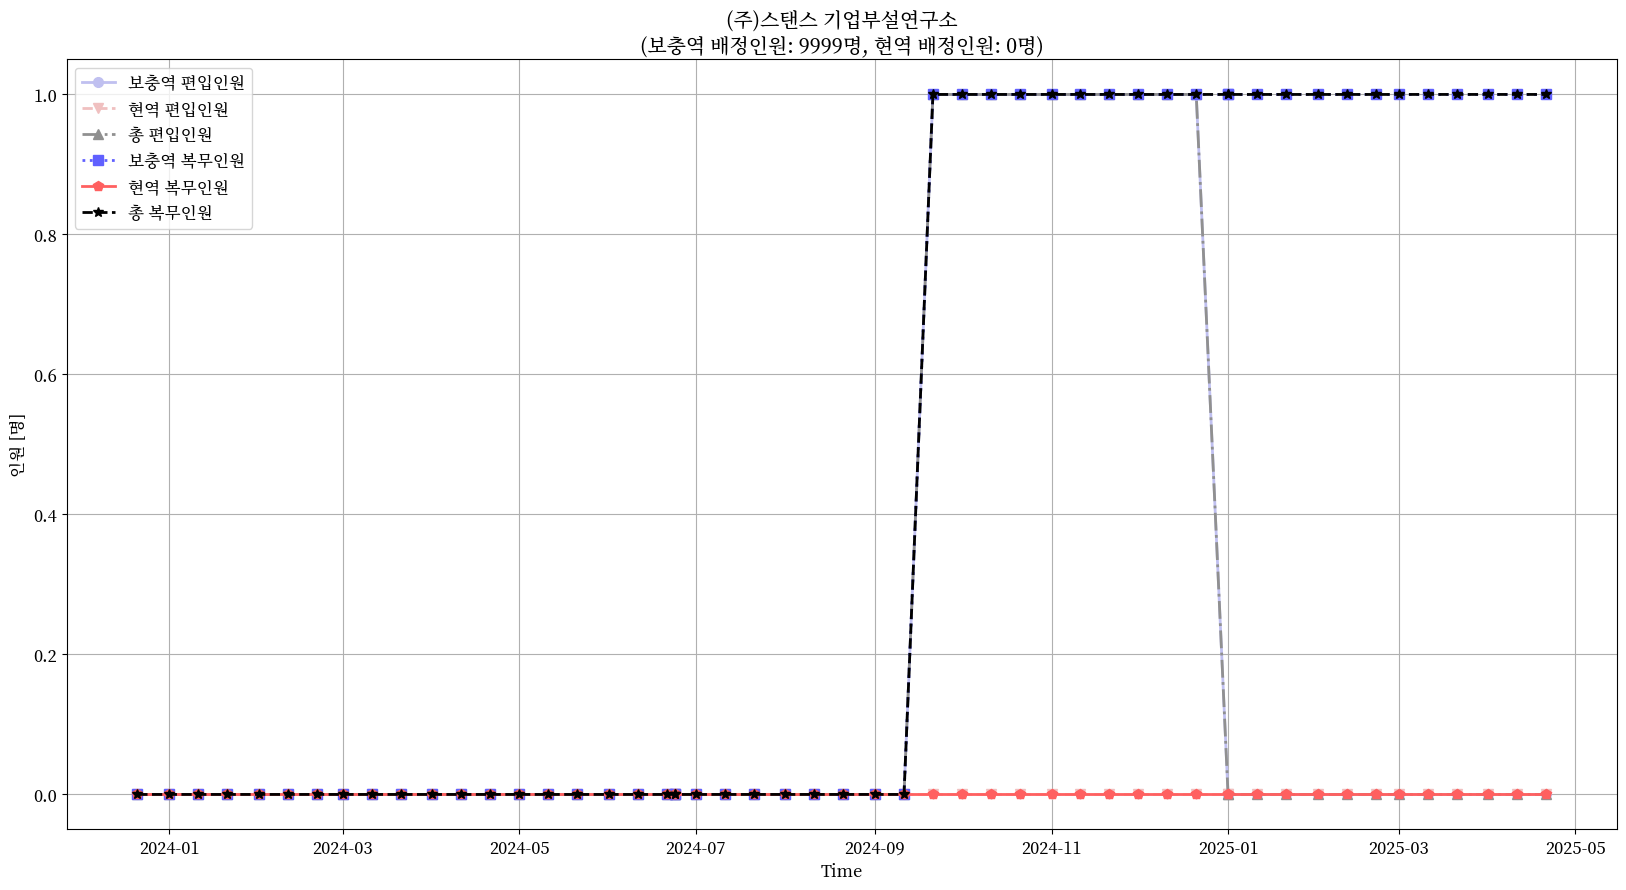 (주)스탠스 기업부설연구소
(보충역 배정인원: 9999명, 현역 배정인원: 0명)
보충역 편입인원
현역 편입인원
총 편입인원
보충역 복무인원
현역 복무인원
총 복무인원
인원 [명]
1.0
0.8
0.6
0.4
0.2
0.0
2024-01
2024-03
2024-05
2024-07
2024-09
2024-11
2025-01
2025-03
2025-05
Time